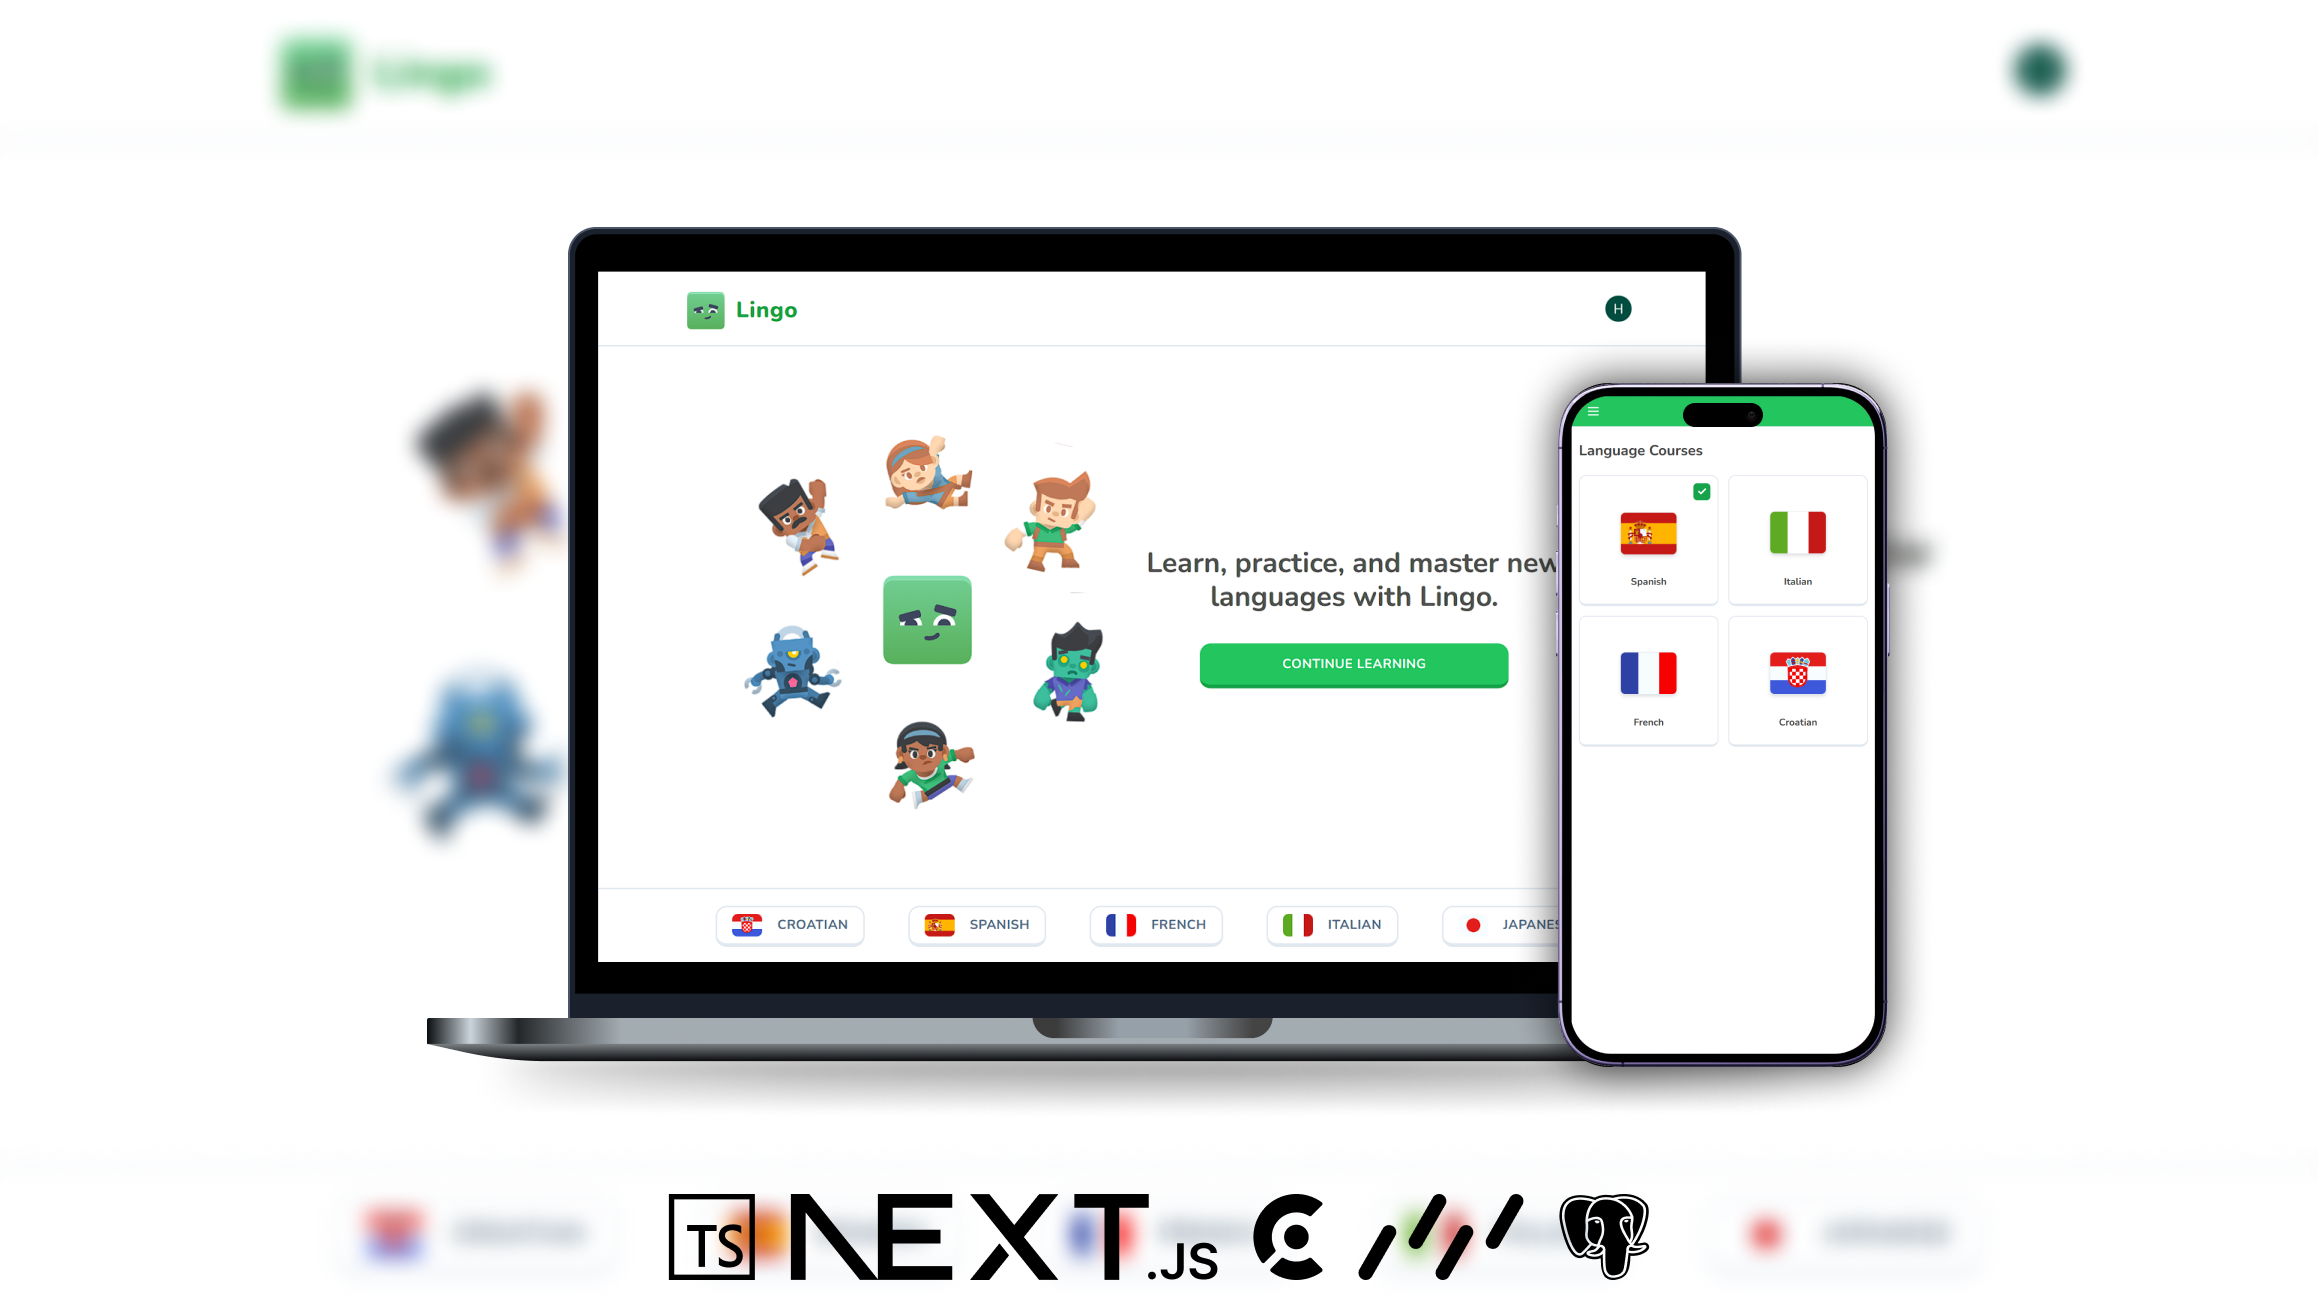 Lingo
Lingo
H
Learn, practice, and master new
languages with Lingo.
CONTINUE LEARNING
CROATIAN
SPANISH
FRENCH
ITALIAN
JAPANES
Language Courses
Spanish
Italian
French
Croatian
TS
NEXT.JS